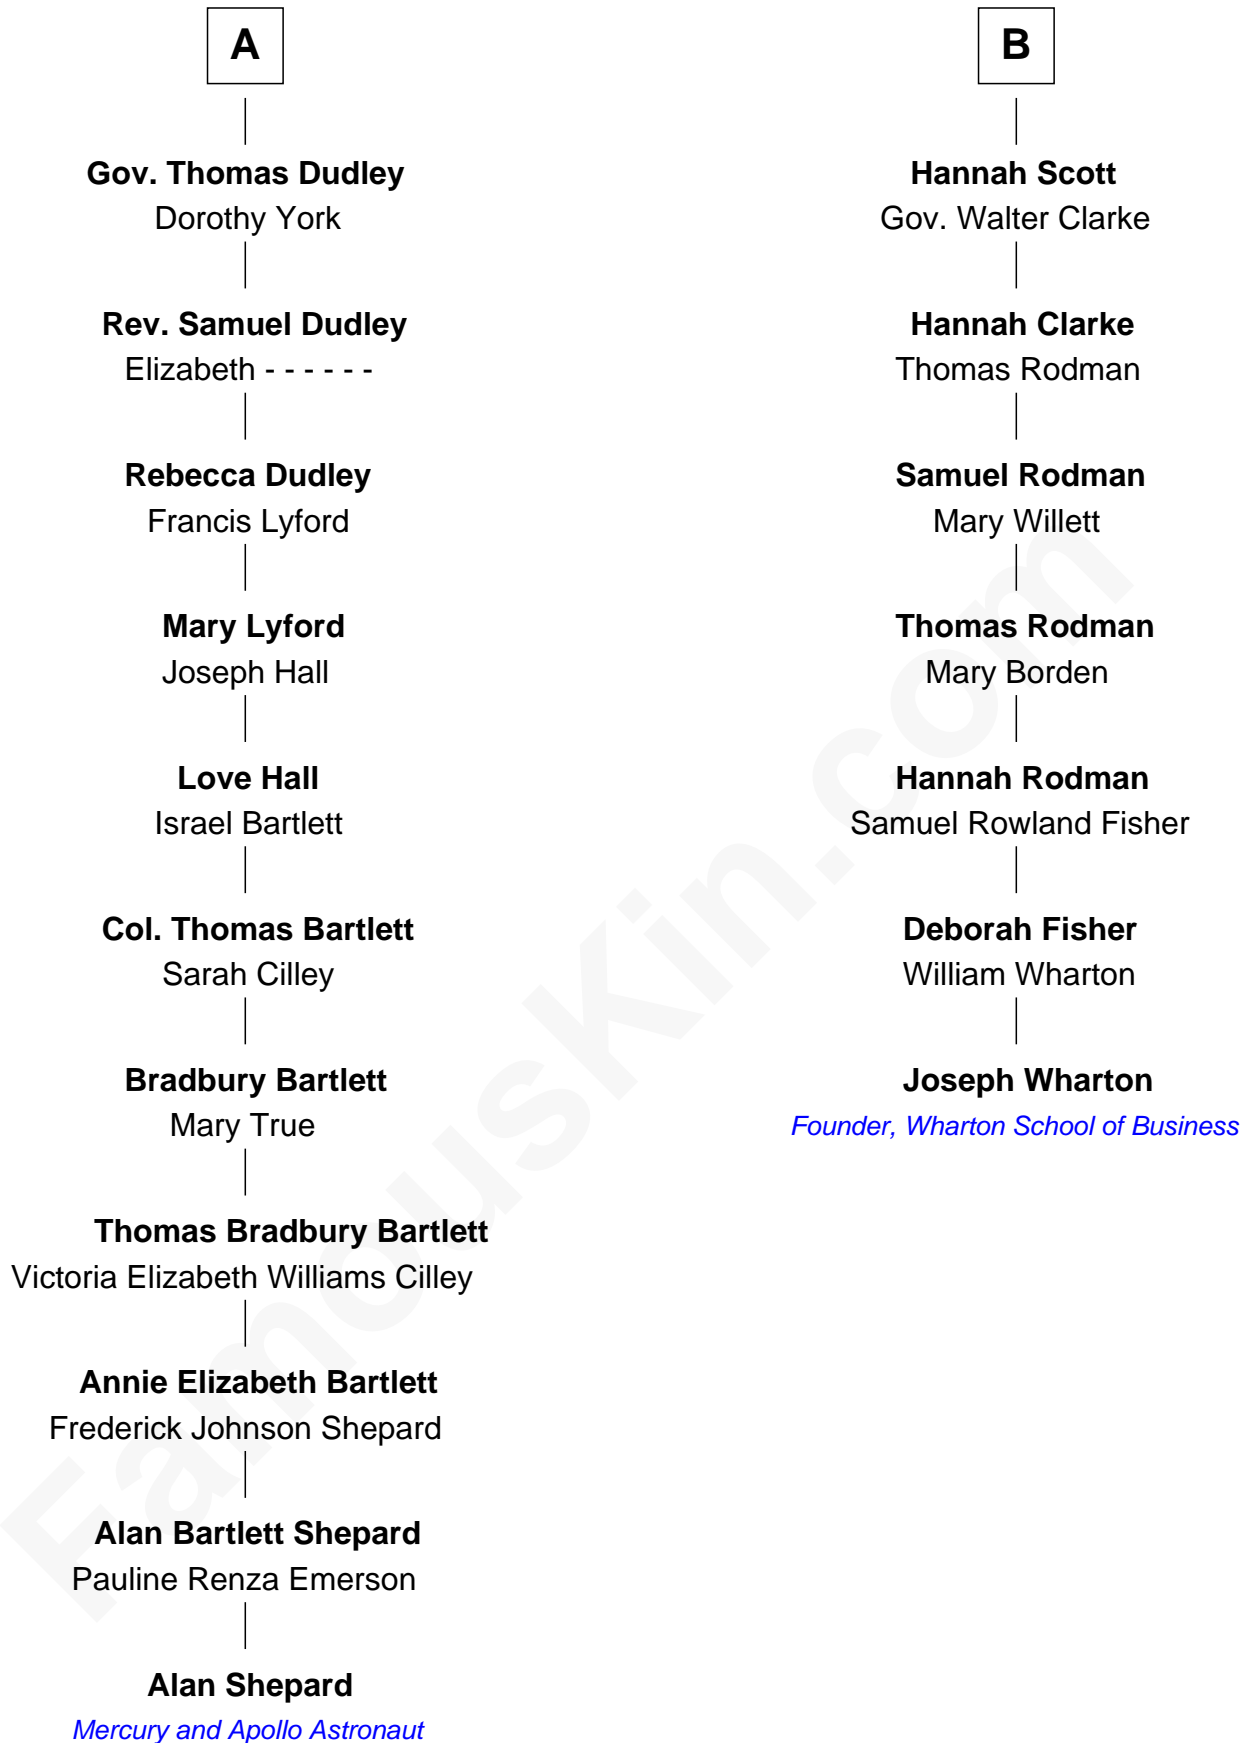 A
Gov. Thomas Dudley
Dorothy York
Rev. Samuel Dudley
Elizabeth - - - - - -
Rebecca Dudley
Francis Lyford
Mary Lyford
Joseph Hall
Love Hall
Israel Bartlett
Col. Thomas Bartlett
Sarah Cilley
Bradbury Bartlett
Mary True
Thomas Bradbury Bartlett
Victoria Elizabeth Williams Cilley
Annie Elizabeth Bartlett
Frederick Johnson Shepard
Alan Bartlett Shepard
Pauline Renza Emerson
Alan Shepard
Mercury and Apollo Astronaut
B
Hannah Scott
Gov. Walter Clarke
Hannah Clarke
Thomas Rodman
Samuel Rodman
Mary Willett
Thomas Rodman
Mary Borden
Hannah Rodman
Samuel Rowland Fisher
Deborah Fisher
William Wharton
Joseph Wharton
Founder, Wharton School of Business
FamousKin.com